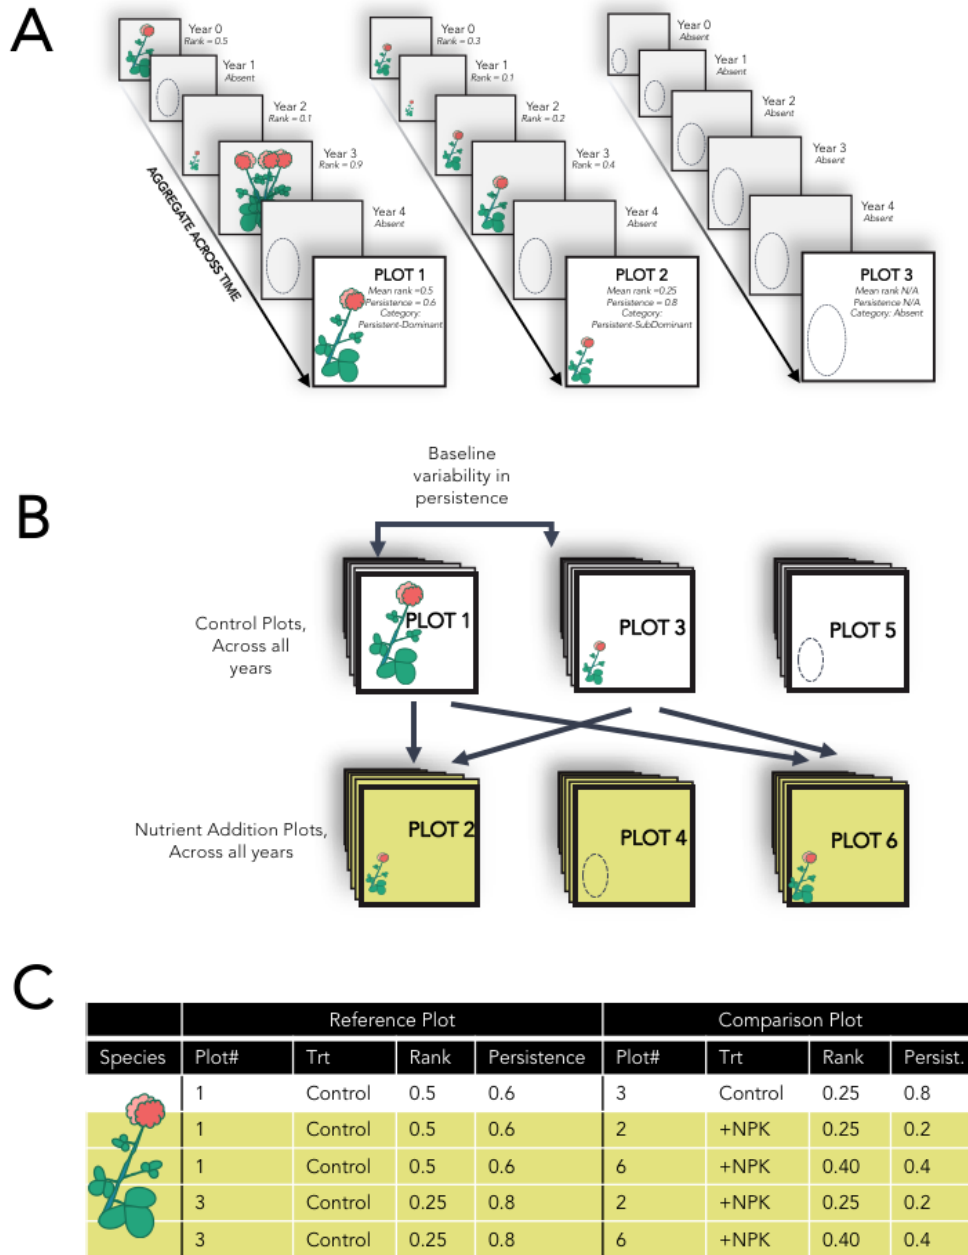 A
Year 0
Rank = 0.5
Year 1
Absent
Year 2
Rank = 0.1
Year 3
Rank = 0.9
Year 4
Absent
AGGREGATE ACROSS TIME
PLOT 1
Mean rank =0.5
Persistence = 0.6
Category:
Persistent-Dominant
Year 0
Rank = 0.3
Year 1
Rank = 0.1
Year 2
Rank = 0.2
Year 3
Rank = 0.4
Year 4
Absent
PLOT 2
Mean rank =0.25
Persistence = 0.8
Category:
Persistent-SubDominant
Year 0
Absent
Year 1
Absent
Year 2
Absent
Year 3
Absent
Year 4
Absent
PLOT 3
Mean rank N/A
Persistence N/A
Category: Absent
B
Baseline
variability in
persistence
Control Plots,
Across all
years
PLOT 1
PLOT 3
PLOT 5
Nutrient Addition Plots,
Across all years
PLOT 2
PLOT 4
PLOT 6
C
Reference Plot Comparison Plot
Species Plot# Trt Rank Persistence Plot# Trt Rank Persist.
1 Control 0.5 0.6 3 Control 0.25 0.8
1 Control 0.5 0.6 2 +NPK 0.25 0.2
1 Control 0.5 0.6 6 +NPK 0.40 0.4
3 Control 0.25 0.8 2 +NPK 0.25 0.2
3 Control 0.25 0.8 6 +NPK 0.40 0.4